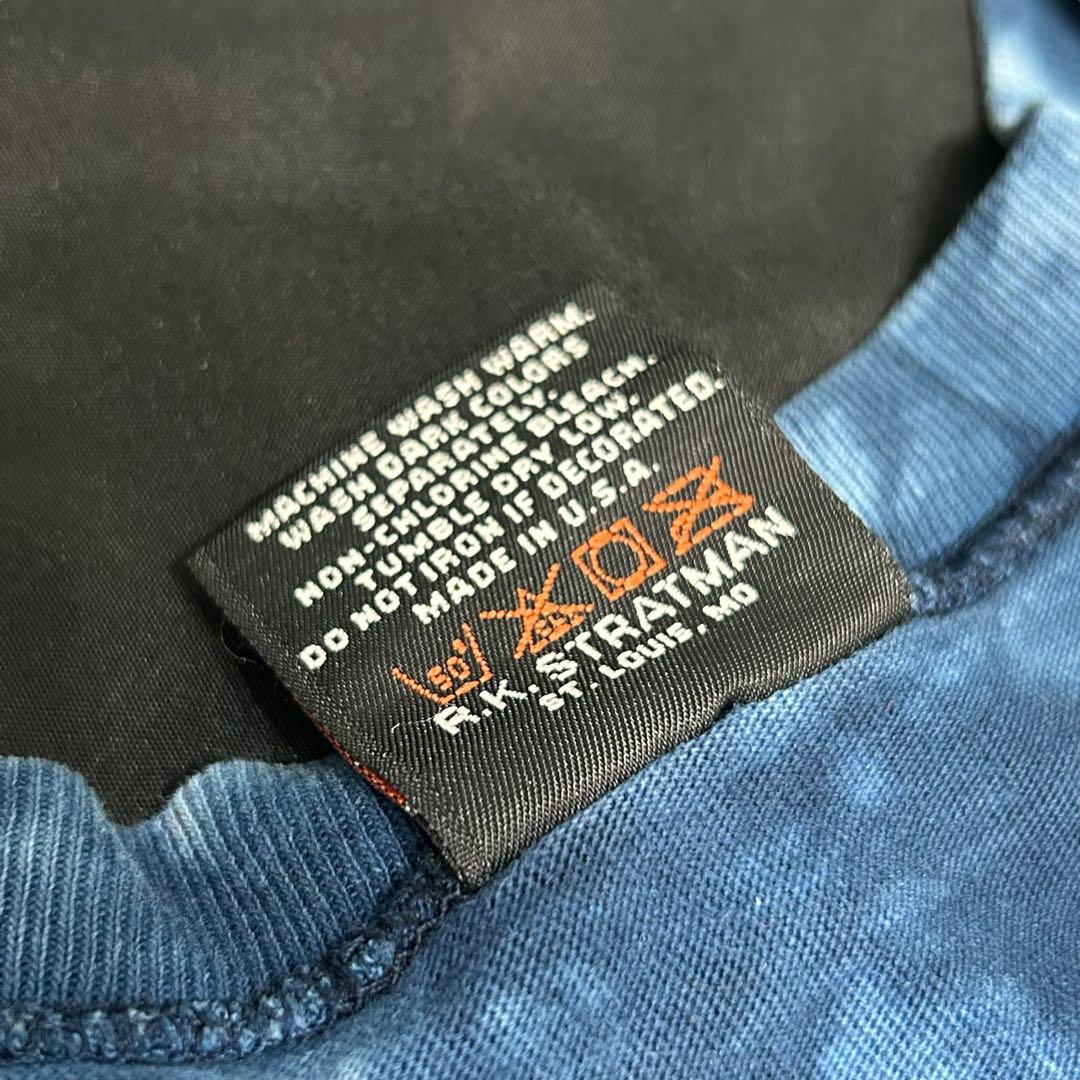 MACHINE WASH WARM.
WASH DARK COLORS
SEPARATELY.
NON-CHLORINE BLEACH.
TUMBLE DRY LOW.
DO NOT IRON IF DECORATED.
MADE IN U.S.A.
50°
CL
R.K. STRATMAN
ST. LOUIS, MO